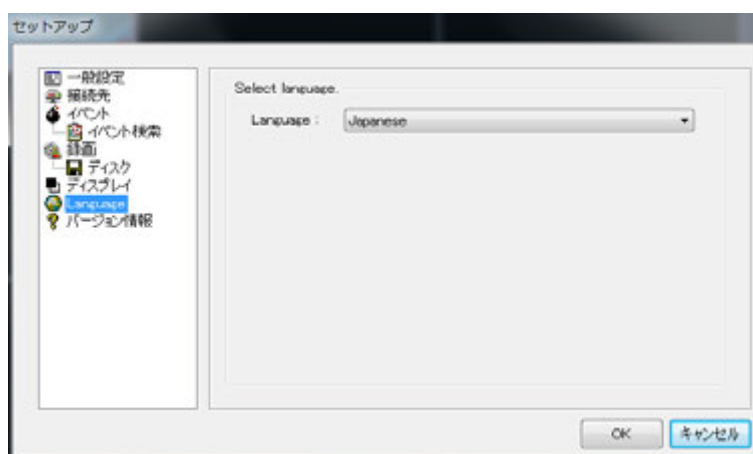 セットアップ
一般設定
接続先
イベント
イベント検索
録画
ディスク
ディスプレイ
Language
バージョン情報
Select language.
Language :
Japanese
OK
キャンセル